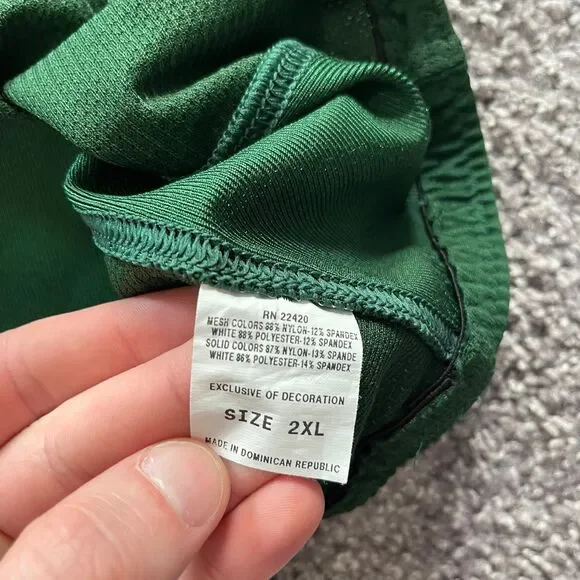 RN 22420
MESH COLORS 88% NYLON-12% SPANDEX
WHITE 88% POLYESTER-12% SPANDEX
SOLID COLORS 87% NYLON-13% SPANDE
WHITE 86% POLYESTER-14% SPANDEX
EXCLUSIVE OF DECORATION
SIZE 2XL
MADE IN DOMINICAN REPUBLIC